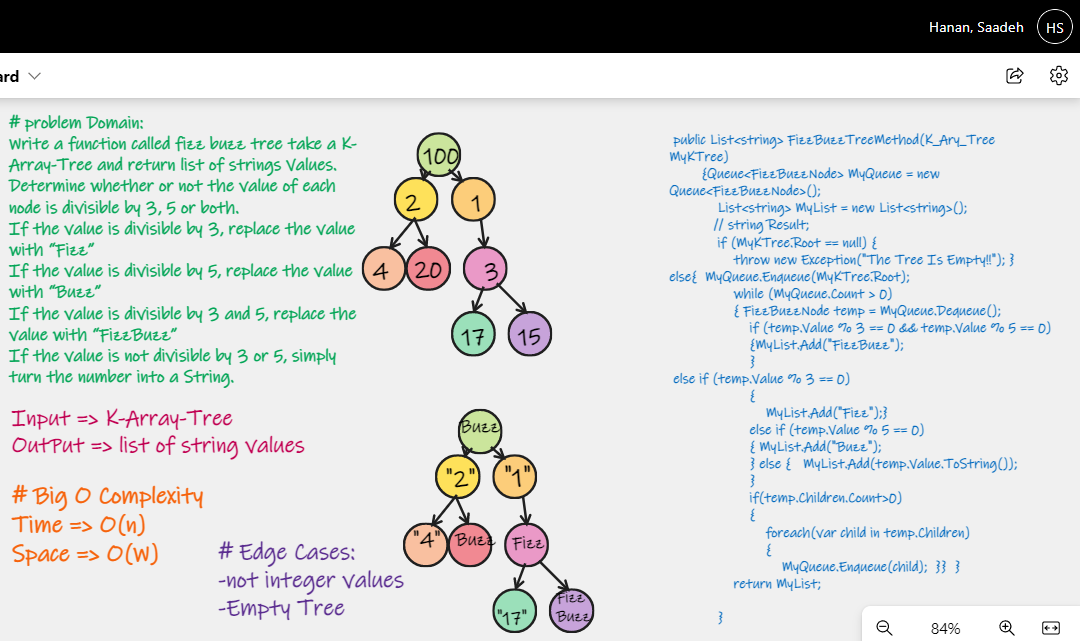 Hanan, Saadeh
HS
ard
# problem Domain:
Write a function called fizz buzz tree take a K-
Array-Tree and return list of strings Values.
Determine whether or not the value of each
node is divisible by 3, 5 or both.
If the value is divisible by 3, replace the value
with "Fizz"
If the value is divisible by 5, replace the value
with "Buzz"
If the value is divisible by 3 and 5, replace the
value with "FizzBuzz"
If the value is not divisible by 3 or 5, simply
turn the number into a String.
Input => K-Array-Tree
OutPut => list of string values
# Big O Complexity
Time => O(n)
Space => O(W)
# Edge Cases:
-not integer values
-Empty Tree
100
2
1
4
20
3
17
15
Buzz
"2"
"1"
"4"
Buzz
Fizz
"17"
Fizz
Buzz
public List<string> FizzBuzzTreeMethod(K_Ary_Tree
MyKTree)
{Queue<FizzBuzzNode> MyQueue = new
Queue<FizzBuzzNode>();
List<string> MyList = new List<string>();
// string Result;
if (MyKTree.Root == null) {
throw new Exception("The Tree Is Empty!!"); }
else{ MyQueue.Enqueue(MyKTree.Root);
while (MyQueue.Count > 0)
{ FizzBuzzNode temp = MyQueue.Dequeue();
if (temp.Value % 3 == 0 && temp.Value % 5 == 0)
{MyList.Add("FizzBuzz");
}
else if (temp.Value % 3 == 0)
{
MyList.Add("Fizz");}
else if (temp.Value % 5 == 0)
{ MyList.Add("Buzz");
} else { MyList.Add(temp.Value.ToString());
}
if(temp.Children.Count>0)
{
foreach(var child in temp.Children)
{
MyQueue.Enqueue(child); }} }
return MyList;
}
84%